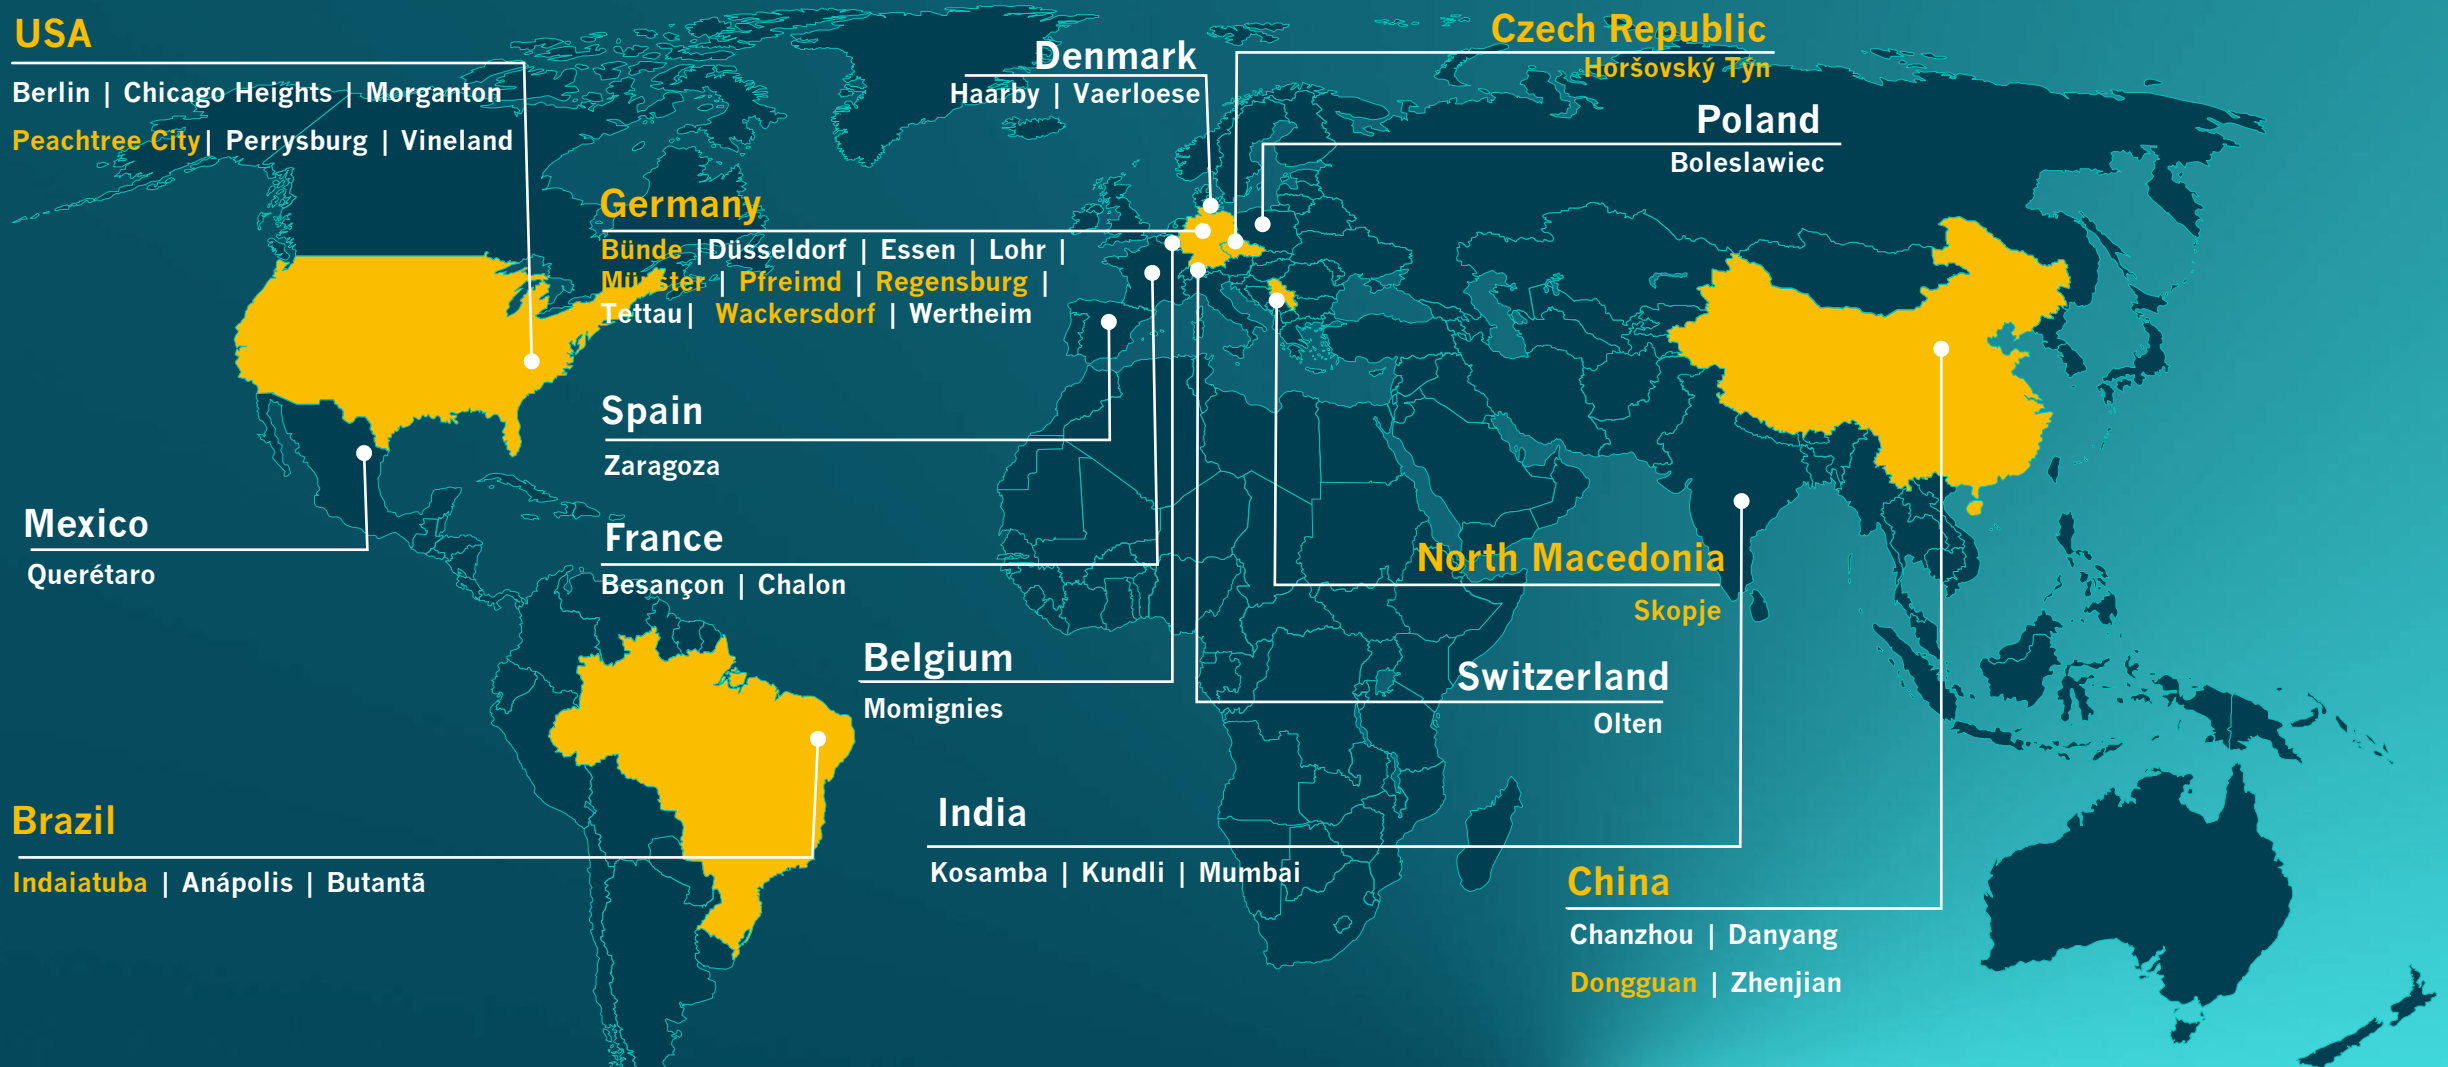 USA
Berlin | Chicago Heights | Morganton
Peachtree City| Perrysburg | Vineland
Denmark
Haarby | Vaerloese
Czech Republic
Horšovský Týn
Poland
Boleslawiec
Germany
Bünde |Düsseldorf | Essen | Lohr |
Münster | Pfreimd | Regensburg |
Tettau| Wackersdorf | Wertheim
Spain
Zaragoza
Mexico
Querétaro
France
Besançon | Chalon
North Macedonia
Skopje
Belgium
Momignies
Switzerland
Olten
Brazil
Indaiatuba | Anápolis | Butantã
India
Kosamba | Kundli | Mumbai
China
Chanzhou | Danyang
Dongguan | Zhenjian